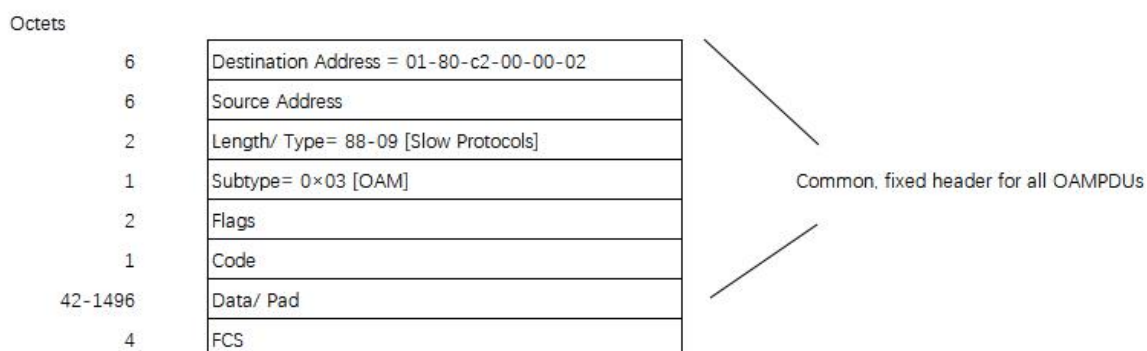 Octets
6 Destination Address = 01-80-c2-00-00-02
6 Source Address
2 Length/ Type= 88-09 [Slow Protocols]
1 Subtype= 0×03 [OAM] Common, fixed header for all OAMPDUs
2 Flags
1 Code
42-1496 Data/ Pad
4 FCS